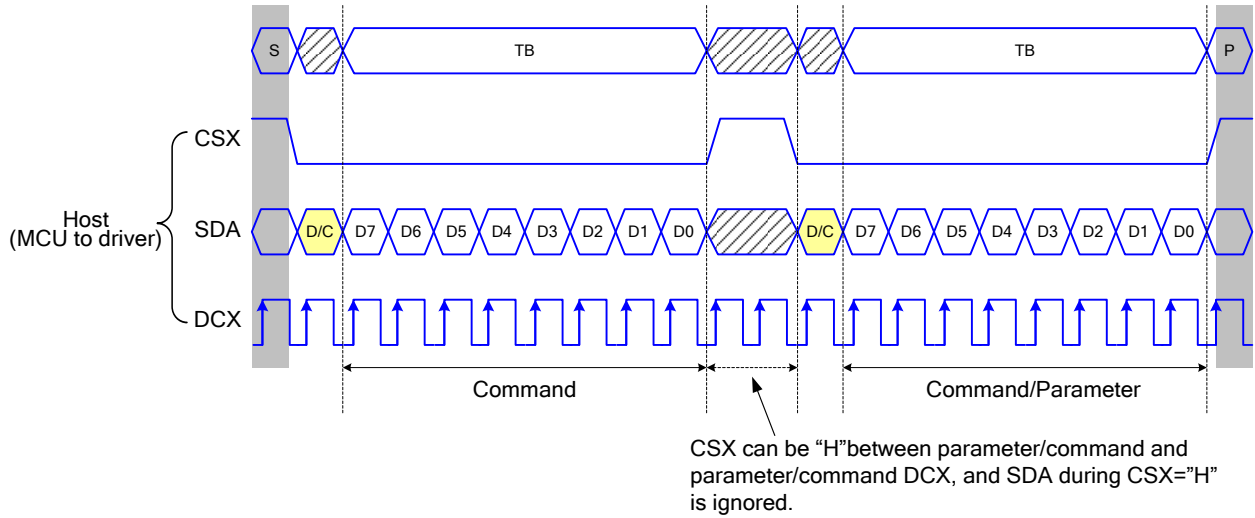 S TB TB P
CSX
Host
(MCU to driver)
SDA D/C D7 D6 D5 D4 D3 D2 D1 D0 D/C D7 D6 D5 D4 D3 D2 D1 D0
DCX
Command Command/Parameter
CSX can be “H”between parameter/command and
parameter/command DCX, and SDA during CSX=”H”
is ignored.